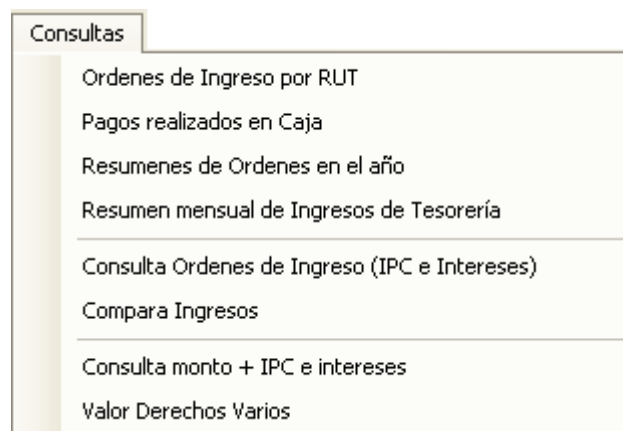 Consultas
Ordenes de Ingreso por RUT
Pagos realizados en Caja
Resumenes de Ordenes en el año
Resumen mensual de Ingresos de Tesorería
Consulta Ordenes de Ingreso (IPC e Intereses)
Compara Ingresos
Consulta monto + IPC e intereses
Valor Derechos Varios